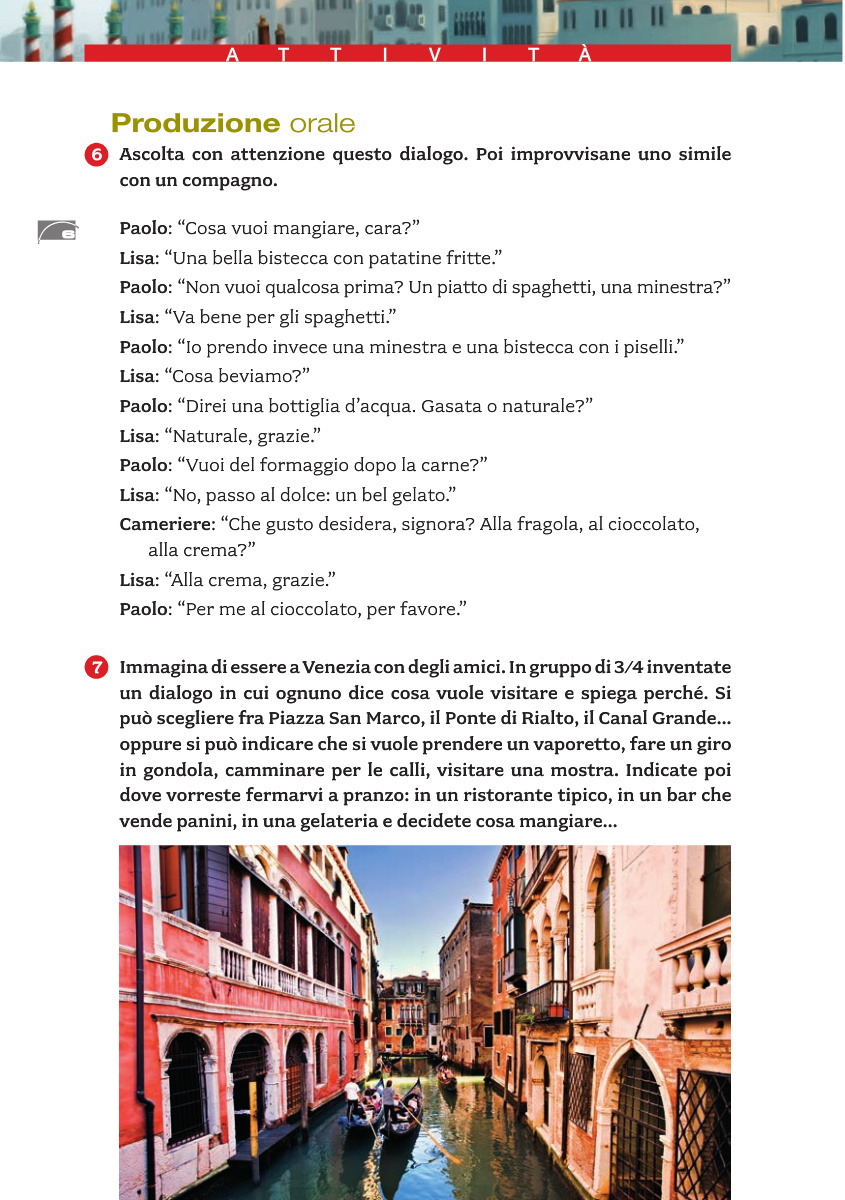 ATTIVITÀ
Produzione orale
6 Ascolta con attenzione questo dialogo. Poi improvvisane uno simile
con un compagno.
6
Paolo: “Cosa vuoi mangiare, cara?”
Lisa: “Una bella bistecca con patatine fritte.”
Paolo: “Non vuoi qualcosa prima? Un piatto di spaghetti, una minestra?”
Lisa: “Va bene per gli spaghetti.”
Paolo: “Io prendo invece una minestra e una bistecca con i piselli.”
Lisa: “Cosa beviamo?”
Paolo: “Direi una bottiglia d’acqua. Gasata o naturale?”
Lisa: “Naturale, grazie.”
Paolo: “Vuoi del formaggio dopo la carne?”
Lisa: “No, passo al dolce: un bel gelato.”
Cameriere: “Che gusto desidera, signora? Alla fragola, al cioccolato,
alla crema?”
Lisa: “Alla crema, grazie.”
Paolo: “Per me al cioccolato, per favore.”
7 Immagina di essere a Venezia con degli amici. In gruppo di 3/4 inventate
un dialogo in cui ognuno dice cosa vuole visitare e spiega perché. Si
può scegliere fra Piazza San Marco, il Ponte di Rialto, il Canal Grande...
oppure si può indicare che si vuole prendere un vaporetto, fare un giro
in gondola, camminare per le calli, visitare una mostra. Indicate poi
dove vorreste fermarvi a pranzo: in un ristorante tipico, in un bar che
vende panini, in una gelateria e decidete cosa mangiare...